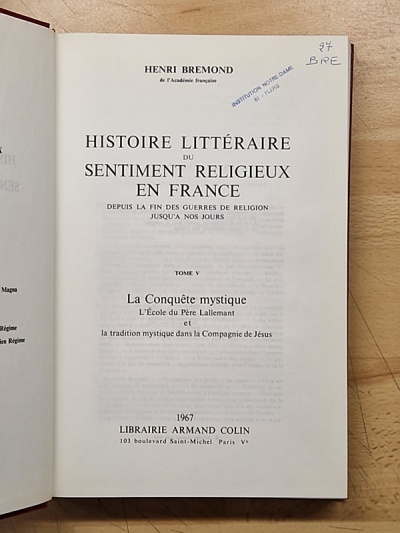 Magna
Régime
en Régime
27
BRE
INSTITUTION NOTRE-DAME
HENRI BREMOND
de l'Académie française
HISTOIRE LITTÉRAIRE
DU
SENTIMENT RELIGIEUX
EN FRANCE
DEPUIS LA FIN DES GUERRES DE RELIGION
JUSQU'A NOS JOURS
TOME V
La Conquête mystique
L'École du Père Lallemant
et
la tradition mystique dans la Compagnie de Jésus
1967
LIBRAIRIE ARMAND COLIN
103 boulevard Saint-Michel Paris Ve